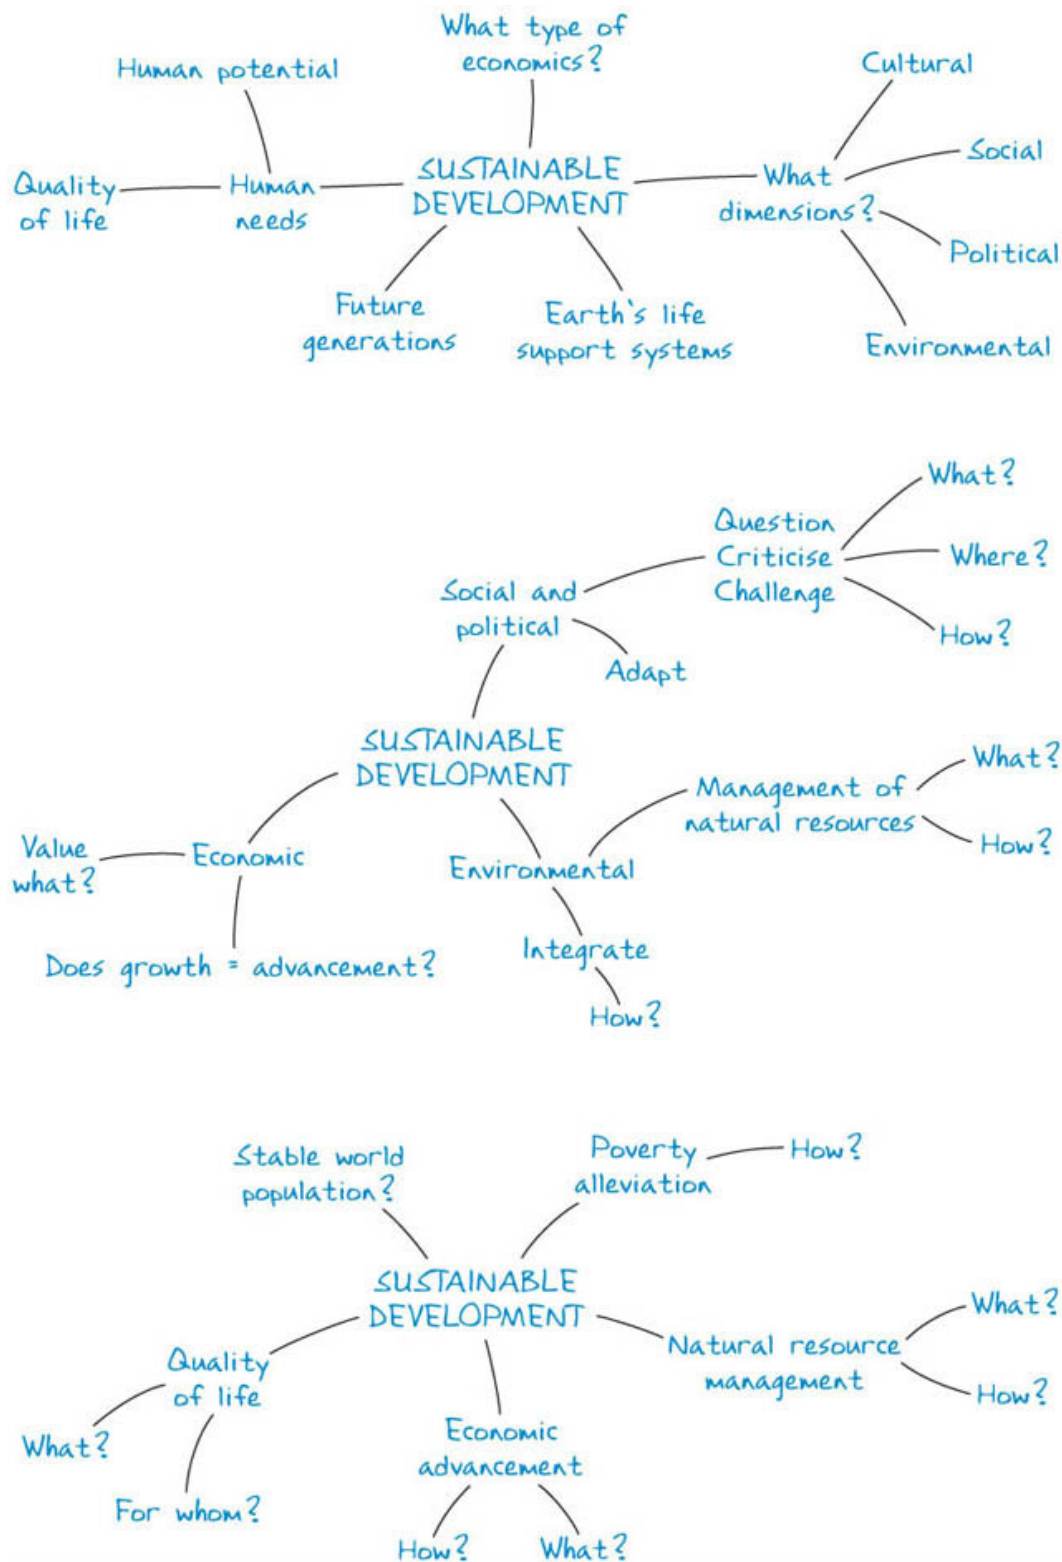 What type of
economics?
Human potential
Cultural
Social
SUSTAINABLE
DEVELOPMENT
Quality
of life
Human
needs
What
dimensions?
Political
Future
generations
Earth's life
support systems
Environmental
What?
Question
Criticise
Challenge
Where?
How?
Social and
political
Adapt
SUSTAINABLE
DEVELOPMENT
Management of
natural resources
What?
How?
Value
what?
Economic
Environmental
Does growth = advancement?
Integrate
How?
Stable world
population?
Poverty
alleviation
How?
SUSTAINABLE
DEVELOPMENT
Natural resource
management
What?
How?
Quality
of life
What?
For whom?
Economic
advancement
How?
What?